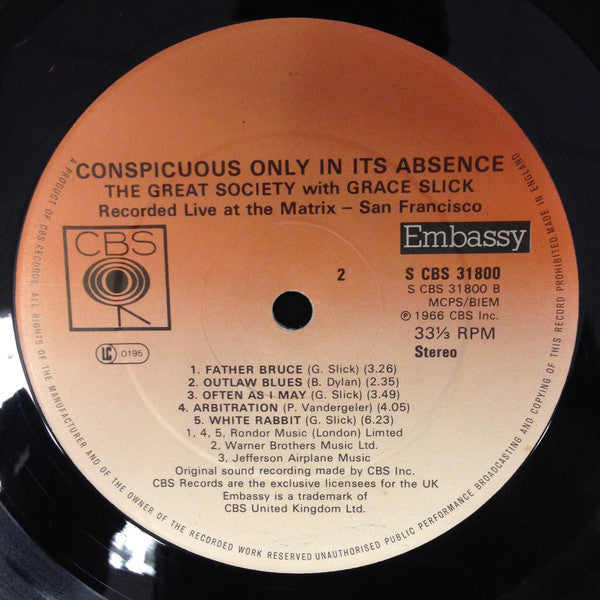 CONSPICUOUS ONLY IN ITS ABSENCE
THE GREAT SOCIETY with GRACE SLICK
Recorded Live at the Matrix – San Francisco
CBS
Embassy
2
S CBS 31800
S CBS 31800 B
MCPS/BIEM
℗ 1966 CBS Inc.
33⅓ RPM
Stereo
LC 0195
1. FATHER BRUCE (G. Slick) (3.26)
2. OUTLAW BLUES (B. Dylan) (2.35)
3. OFTEN AS I MAY (G. Slick) (3.49)
4. ARBITRATION (P. Vandergeler) (4.05)
5. WHITE RABBIT (G. Slick) (6.23)
1, 4, 5, Rondor Music (London) Limted
2, Warner Brothers Music Ltd.
3, Jefferson Airplane Music
Original sound recording made by CBS Inc.
CBS Records are the exclusive licensees for the UK
Embassy is a trademark of
CBS United Kingdom Ltd.
A PRODUCT OF CBS RECORDS. ALL RIGHTS OF THE MANUFACTURER AND OF THE OWNER OF THE RECORDED WORK RESERVED UNAUTHORISED PUBLIC PERFORMANCE BROADCASTING AND COPYING OF THIS RECORD PROHIBITED. MADE IN ENGLAND